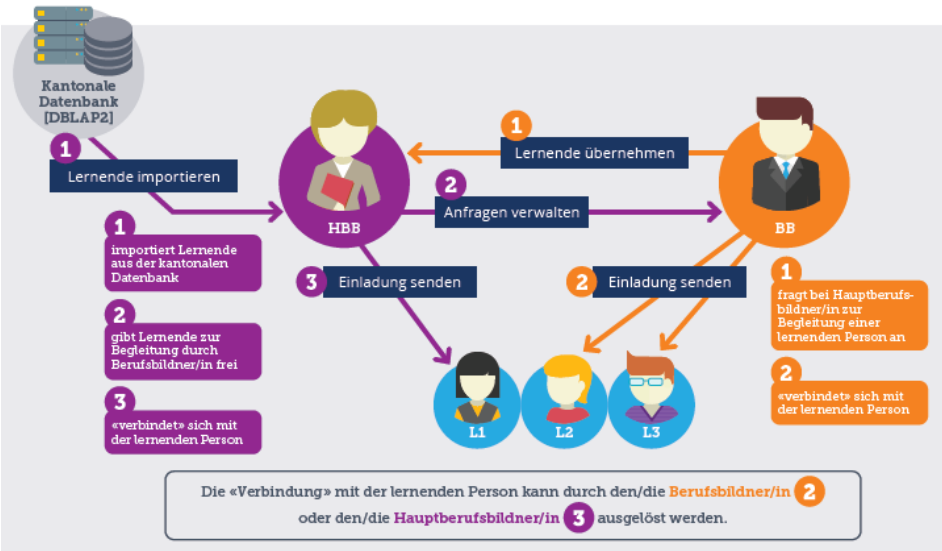 Kantonale
Datenbank
[DBLAP2]
1
Lernende importieren
1
Lernende übernehmen
2
Anfragen verwalten
HBB
BB
3
Einladung senden
2
Einladung senden
1
importiert Lernende
aus der kantonalen
Datenbank
2
gibt Lernende zur
Begleitung durch
Berufsbildner/in frei
3
«verbindet» sich mit
der lernenden Person
1
fragt bei Hauptberufs-
bildner/in zur
Begleitung einer
lernenden Person an
2
«verbindet» sich mit
der lernenden Person
L1
L2
L3
Die «Verbindung» mit der lernenden Person kann durch den/die Berufsbildner/in 2
oder den/die Hauptberufsbildner/in 3 ausgelöst werden.